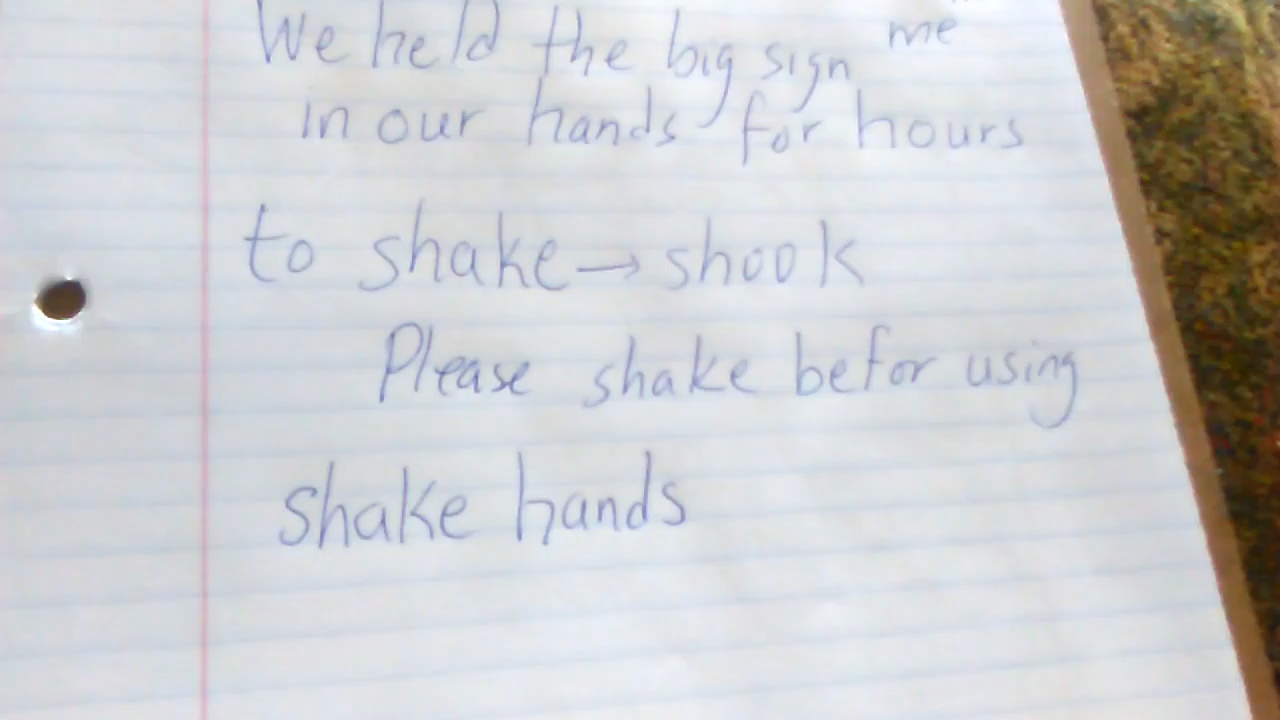 We held the big sign me
in our hands for hours
to shake → shook
Please shake befor using
shake hands